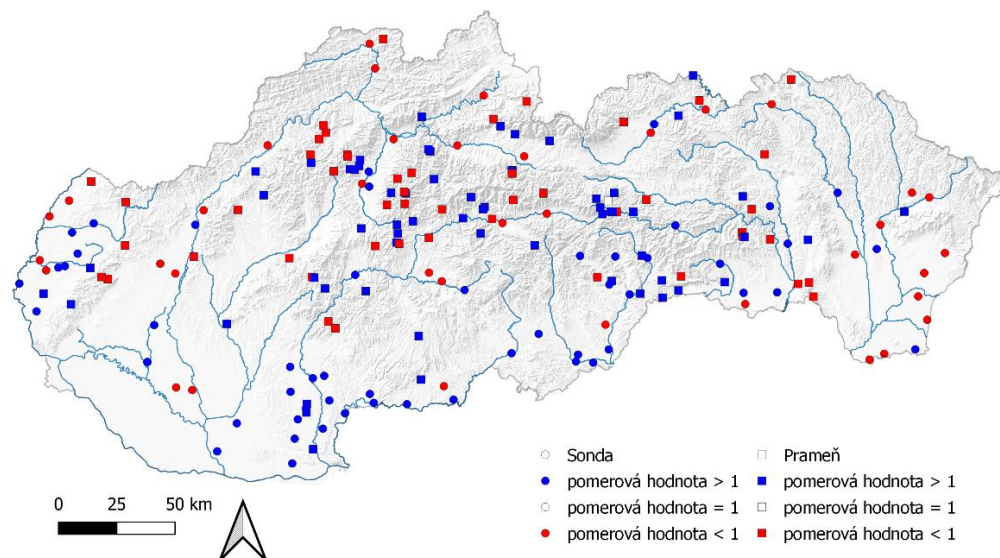 Sonda
pomerová hodnota > 1
pomerová hodnota = 1
pomerová hodnota < 1
Prameň
pomerová hodnota > 1
pomerová hodnota = 1
pomerová hodnota < 1
0 25 50 km